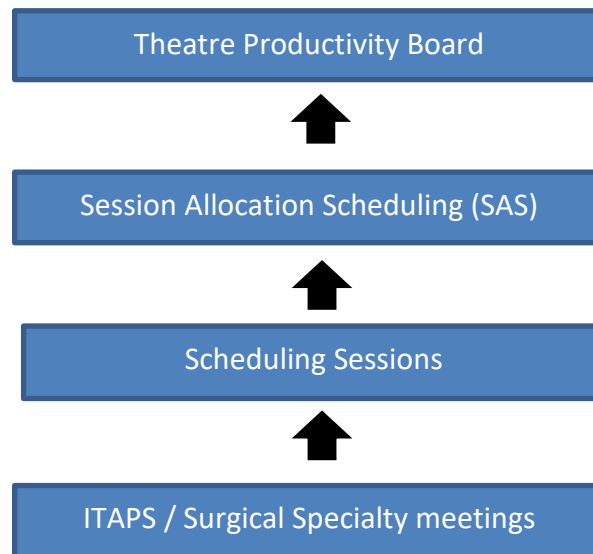 Theatre Productivity Board
Session Allocation Scheduling (SAS)
Scheduling Sessions
ITAPS / Surgical Specialty meetings